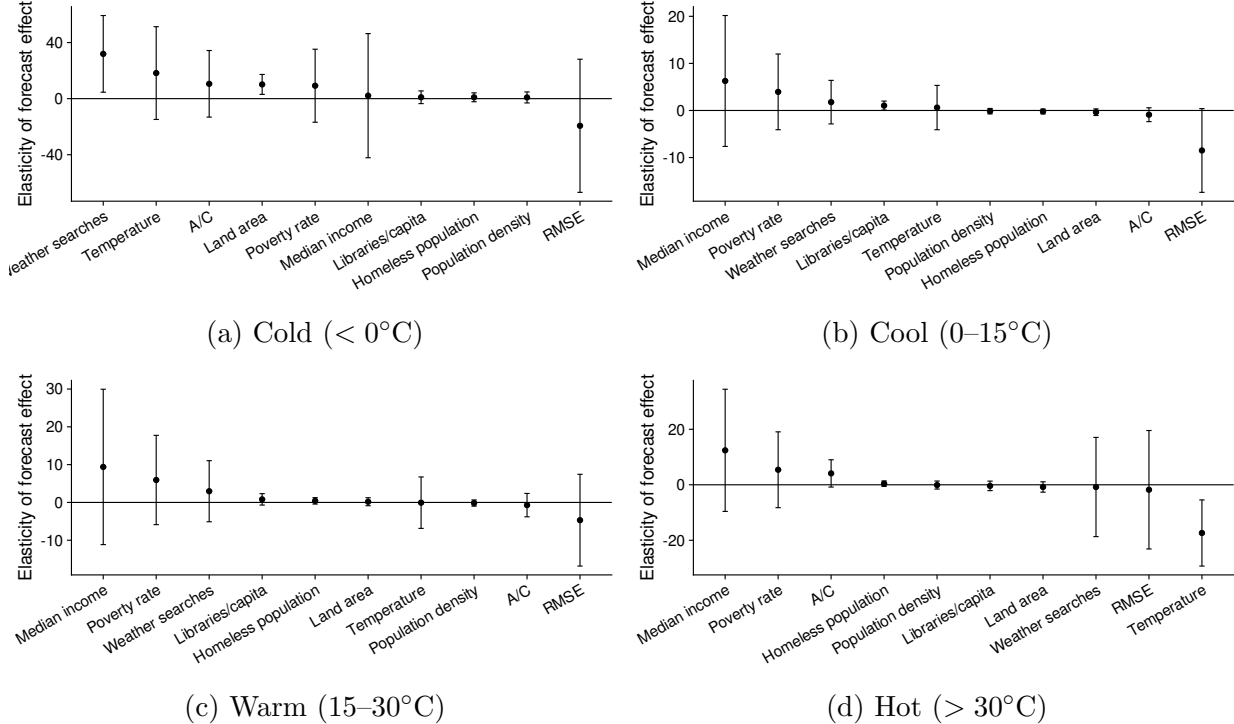 Elasticity of forecast effect
40
0
-40
Weather searches
Temperature
A/C
Land area
Poverty rate
Median income
Libraries/capita
Homeless population
Population density
RMSE
(a) Cold (< 0°C)
Elasticity of forecast effect
20
10
0
-10
Median income
Poverty rate
Weather searches
Libraries/capita
Temperature
Population density
Homeless population
Land area
A/C
RMSE
(b) Cool (0–15°C)
Elasticity of forecast effect
30
20
10
0
-10
Median income
Poverty rate
Weather searches
Libraries/capita
Homeless population
Land area
Temperature
Population density
A/C
RMSE
(c) Warm (15–30°C)
Elasticity of forecast effect
20
0
-20
Median income
Poverty rate
A/C
Homeless population
Population density
Libraries/capita
Land area
Weather searches
RMSE
Temperature
(d) Hot (> 30°C)